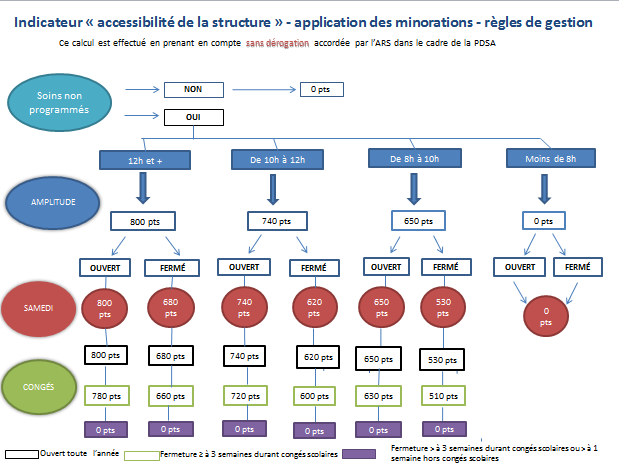 Indicateur « accessibilité de la structure » - application des minorations - règles de gestion
Ce calcul est effectué en prenant en compte sans dérogation accordée par l'ARS dans le cadre de la PDSA
Soins non programmés
NON
0 pts
OUI
12h et +
De 10h à 12h
De 8h à 10h
Moins de 8h
AMPLITUDE
800 pts
740 pts
650 pts
0 pts
OUVERT
FERMÉ
OUVERT
FERMÉ
OUVERT
FERMÉ
OUVERT
FERMÉ
SAMEDI
800 pts
680 pts
740 pts
620 pts
650 pts
530 pts
0 pts
800 pts
680 pts
740 pts
620 pts
650 pts
530 pts
CONGÉS
780 pts
660 pts
720 pts
600 pts
630 pts
510 pts
0 pts
0 pts
0 pts
0 pts
0 pts
0 pts
Ouvert toute l'année
Fermeture ≥ à 3 semaines durant congés scolaires
Fermeture > à 3 semaines durant congés scolaires ou > à 1
semaine hors congés scolaires